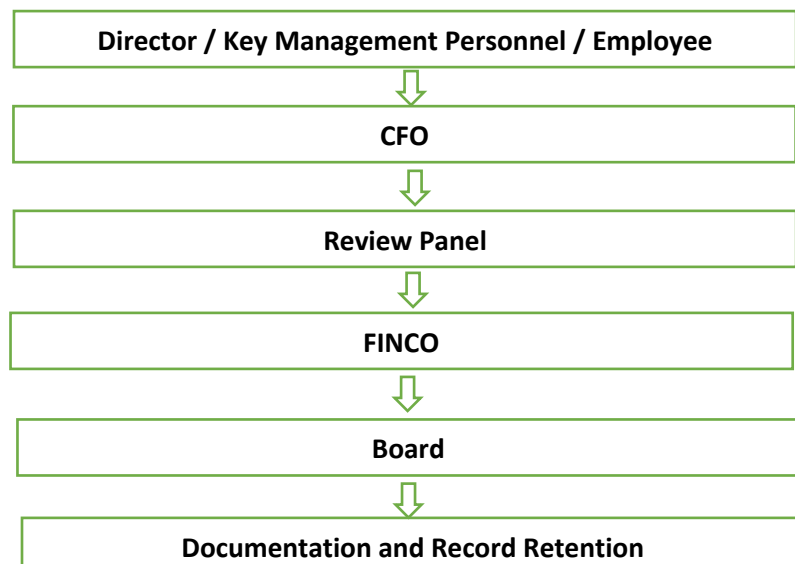 Director / Key Management Personnel / Employee
CFO
Review Panel
FINCO
Board
Documentation and Record Retention